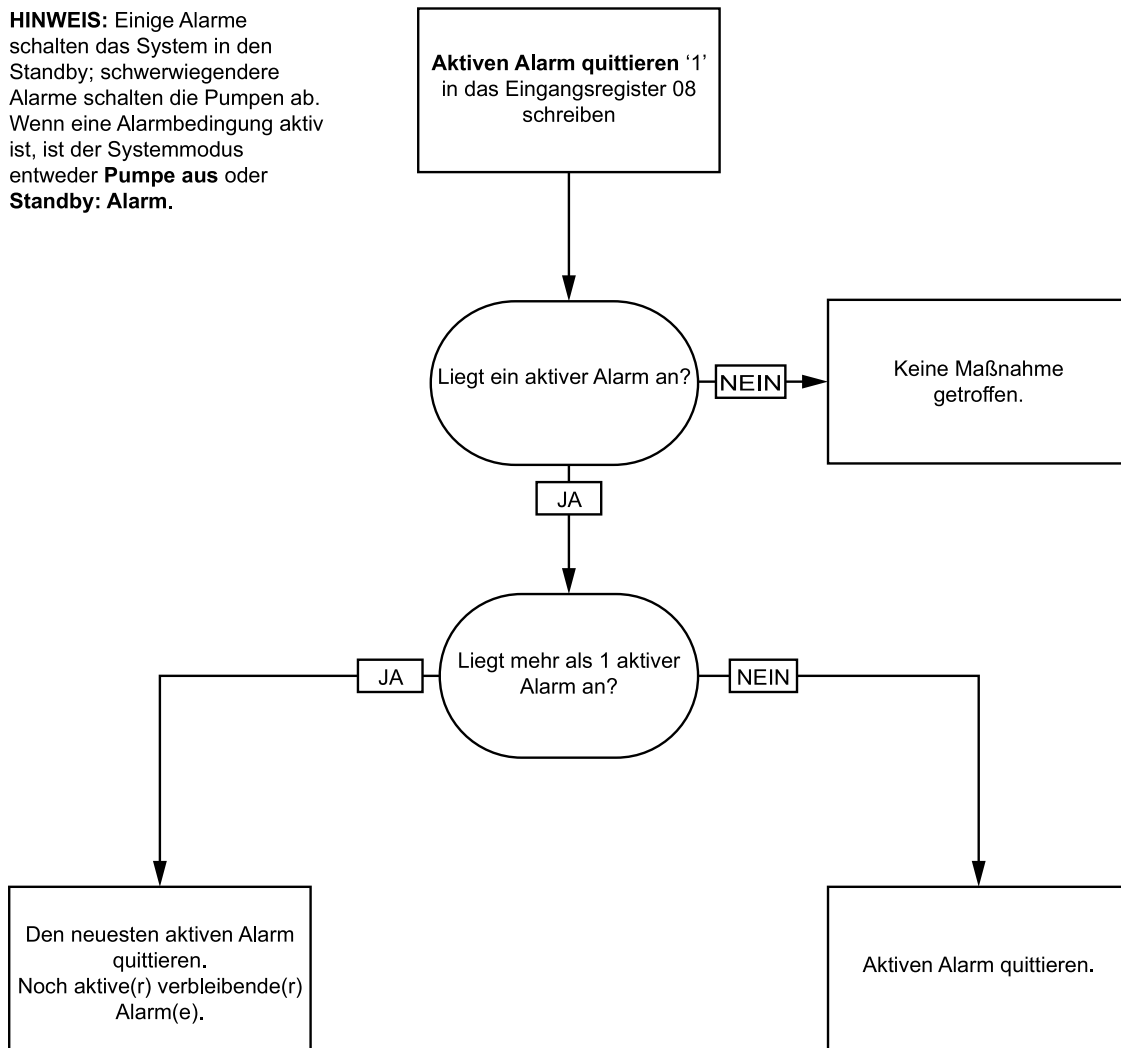 HINWEIS: Einige Alarme
schalten das System in den
Standby; schwerwiegendere
Alarme schalten die Pumpen ab.
Wenn eine Alarmbedingung aktiv
ist, ist der Systemmodus
entweder Pumpe aus oder
Standby: Alarm.
Aktiven Alarm quittieren ‘1’
in das Eingangsregister 08
schreiben
Liegt ein aktiver Alarm an?
NEIN
Keine Maßnahme
getroffen.
JA
Liegt mehr als 1 aktiver
Alarm an?
JA
NEIN
Den neuesten aktiven Alarm
quittieren.
Noch aktive(r) verbleibende(r)
Alarm(e).
Aktiven Alarm quittieren.